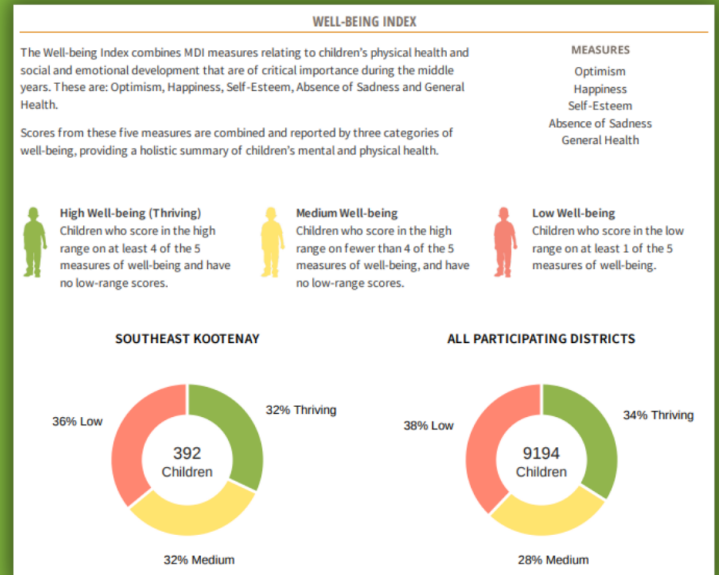 WELL-BEING INDEX
The Well-being Index combines MDI measures relating to children's physical health and
social and emotional development that are of critical importance during the middle
years. These are: Optimism, Happiness, Self-Esteem, Absence of Sadness and General
Health.
Scores from these five measures are combined and reported by three categories of
well-being, providing a holistic summary of children's mental and physical health.
MEASURES
Optimism
Happiness
Self-Esteem
Absence of Sadness
General Health
High Well-being (Thriving)
Children who score in the high
range on at least 4 of the 5
measures of well-being and have
no low-range scores.
Medium Well-being
Children who score in the high
range on fewer than 4 of the 5
measures of well-being, and have
no low-range scores.
Low Well-being
Children who score in the low
range on at least 1 of the 5
measures of well-being.
SOUTHEAST KOOTENAY
36% Low
32% Thriving
392
Children
32% Medium
ALL PARTICIPATING DISTRICTS
38% Low
34% Thriving
9194
Children
28% Medium